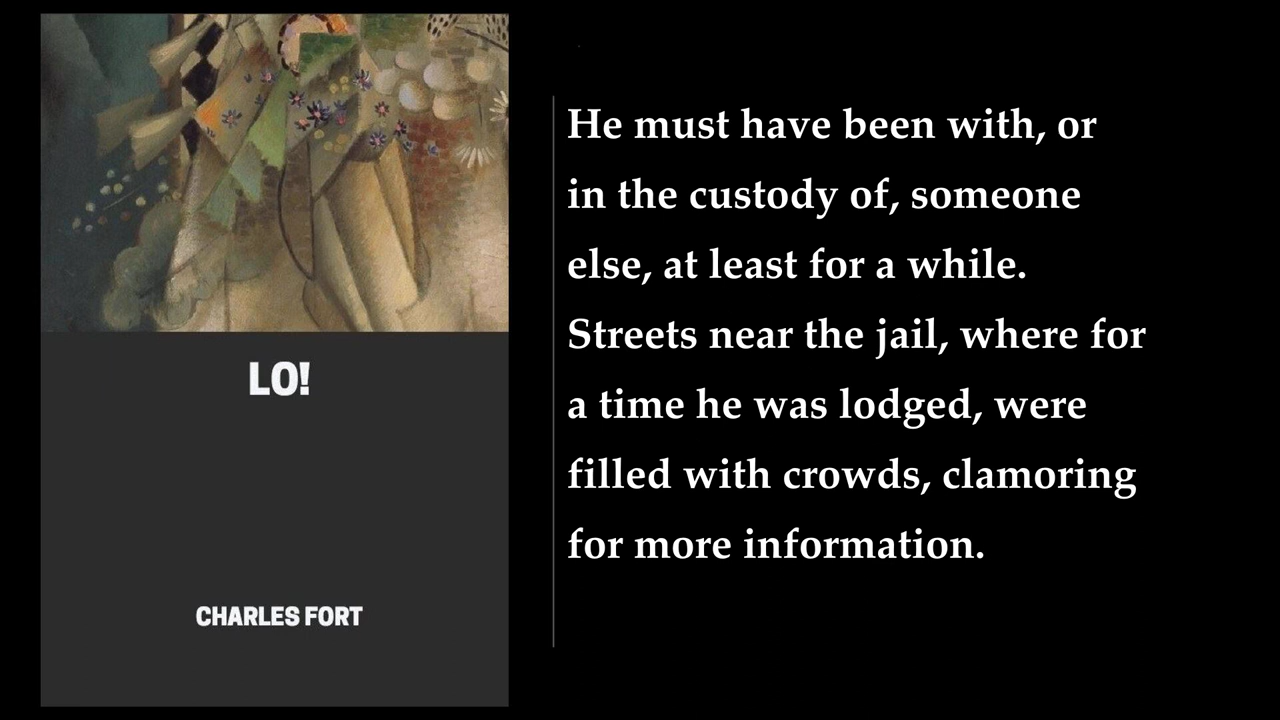 LO!
CHARLES FORT
He must have been with, or
in the custody of, someone
else, at least for a while.
Streets near the jail, where for
a time he was lodged, were
filled with crowds, clamoring
for more information.